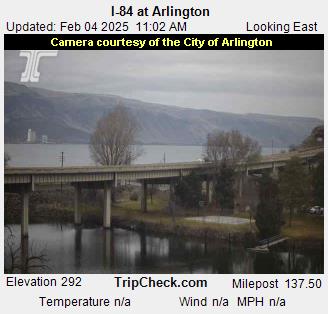 I-84 at Arlington
Updated: Feb 04 2025 11:02 AM Looking East
Camera courtesy of the City of Arlington
Elevation 292 TripCheck.com Milepost 137.50
Temperature n/a Wind n/a MPH n/a